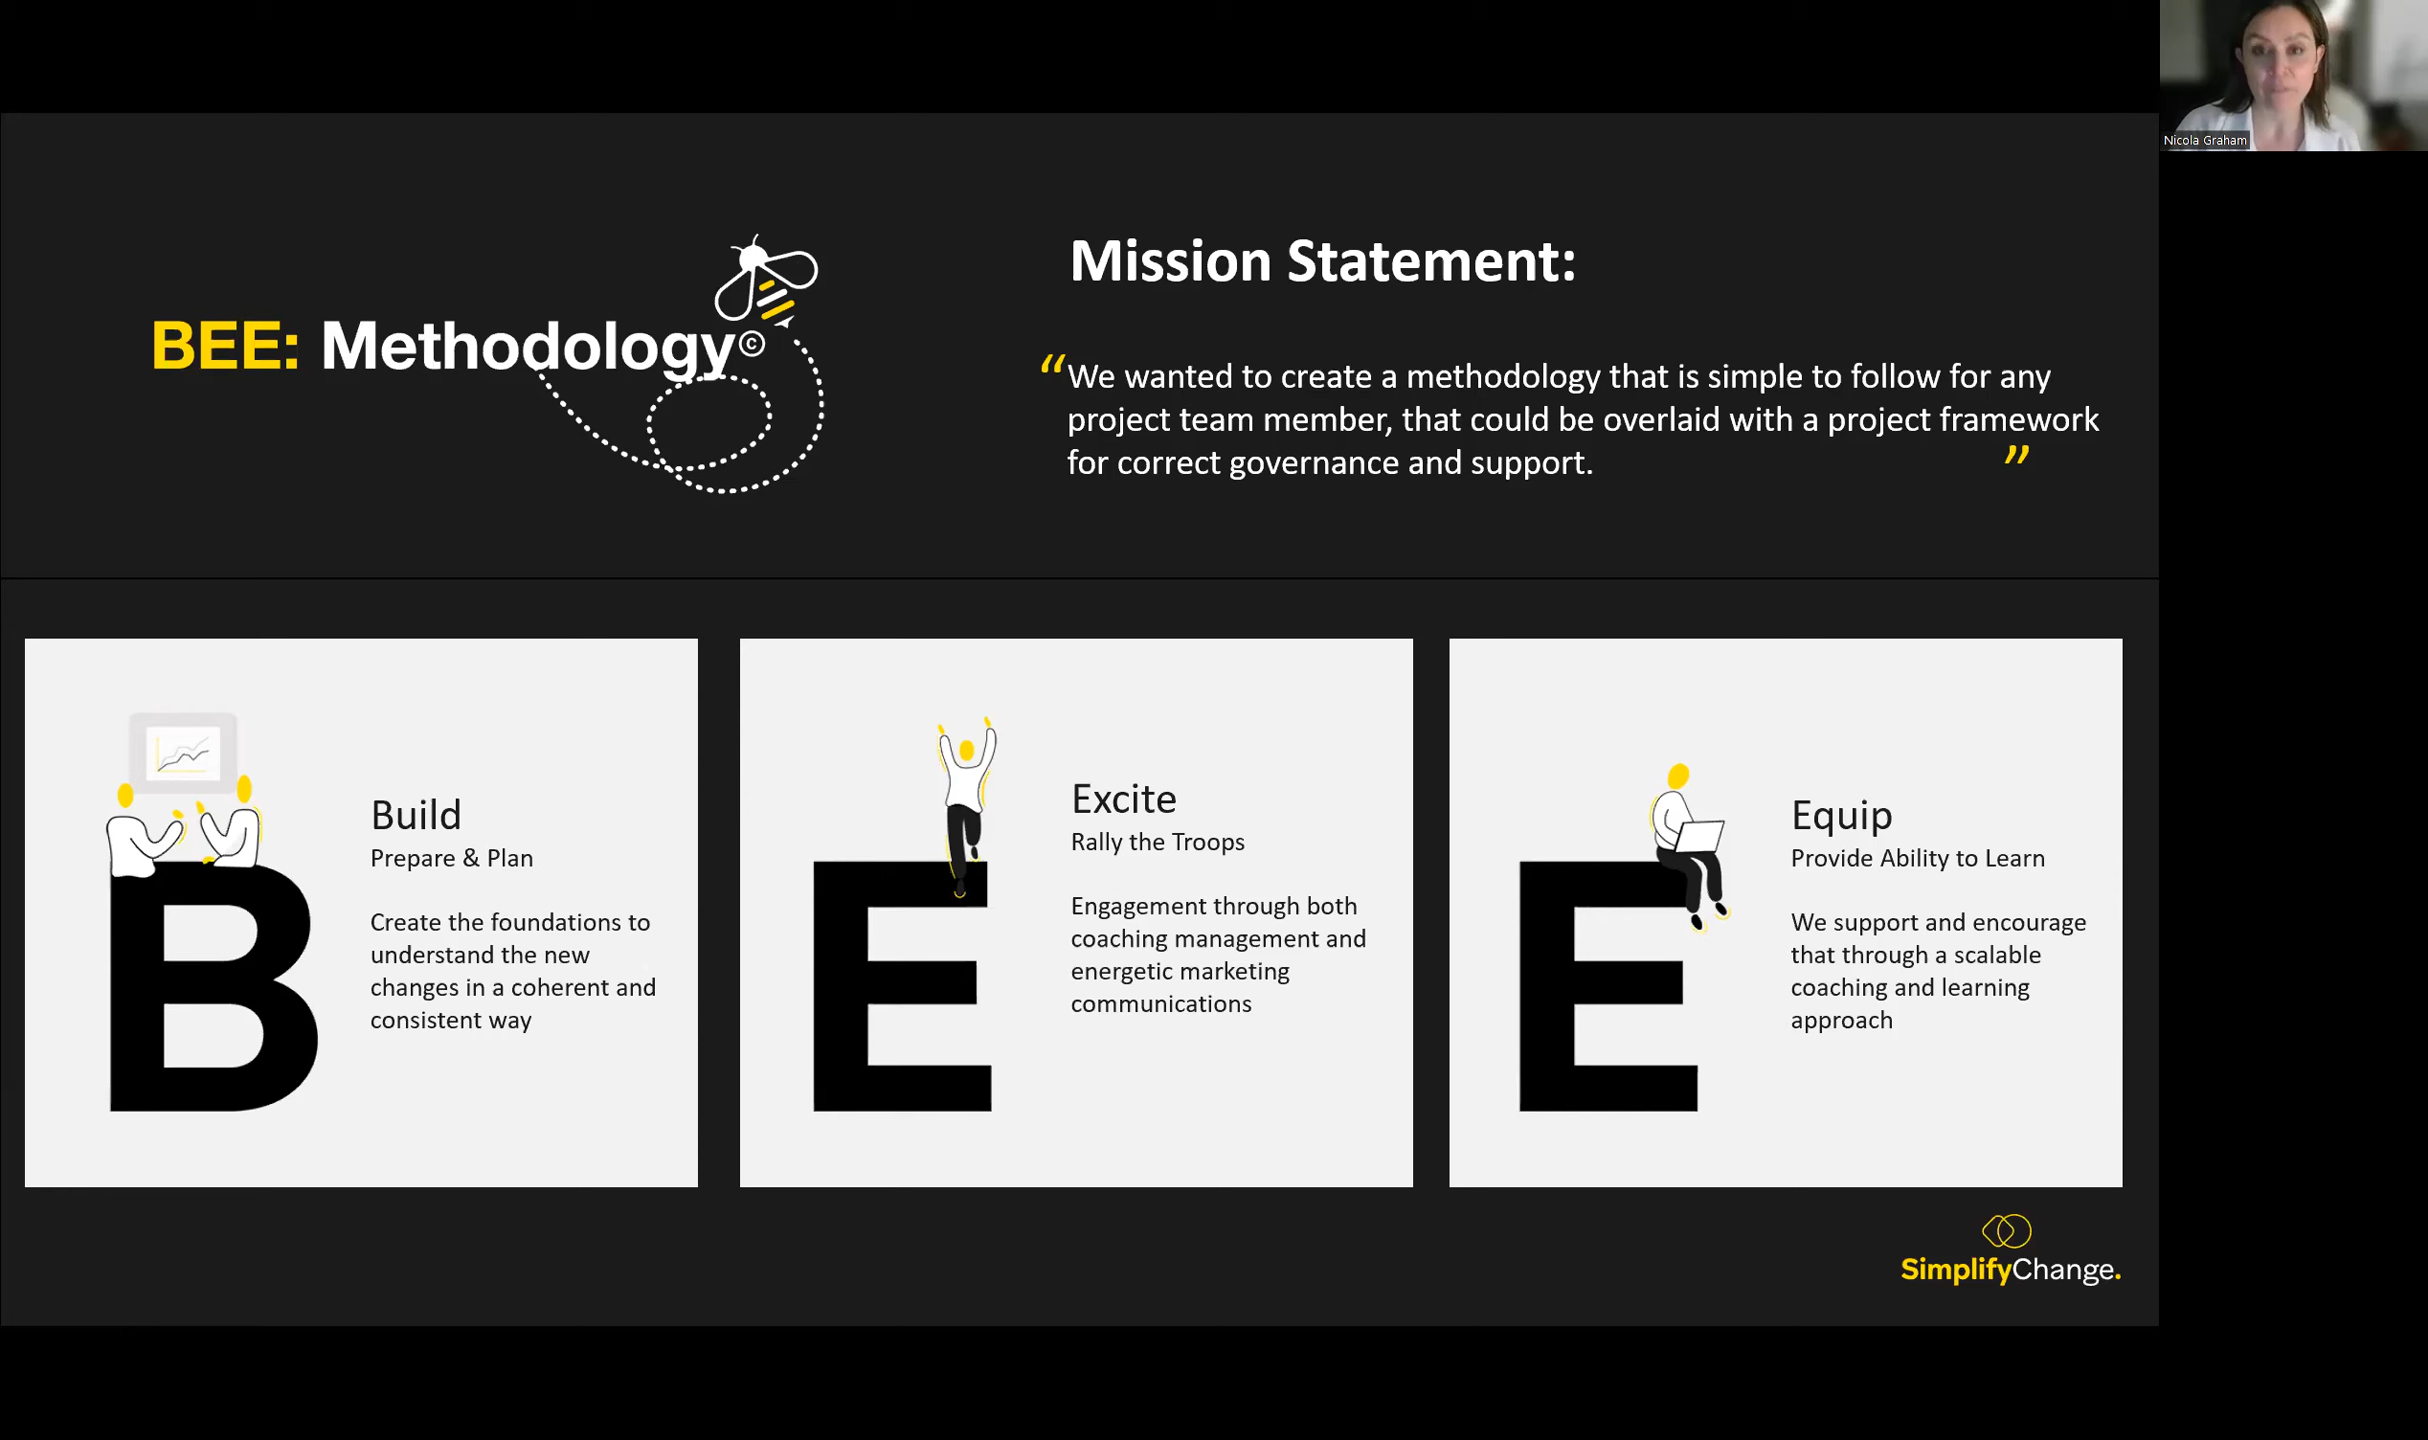 Nicola Graham
BEE: Methodology©
Mission Statement:
“We wanted to create a methodology that is simple to follow for any
project team member, that could be overlaid with a project framework
for correct governance and support. ”
B
Build
Prepare & Plan
Create the foundations to
understand the new
changes in a coherent and
consistent way
E
Excite
Rally the Troops
Engagement through both
coaching management and
energetic marketing
communications
E
Equip
Provide Ability to Learn
We support and encourage
that through a scalable
coaching and learning
approach
SimplifyChange.